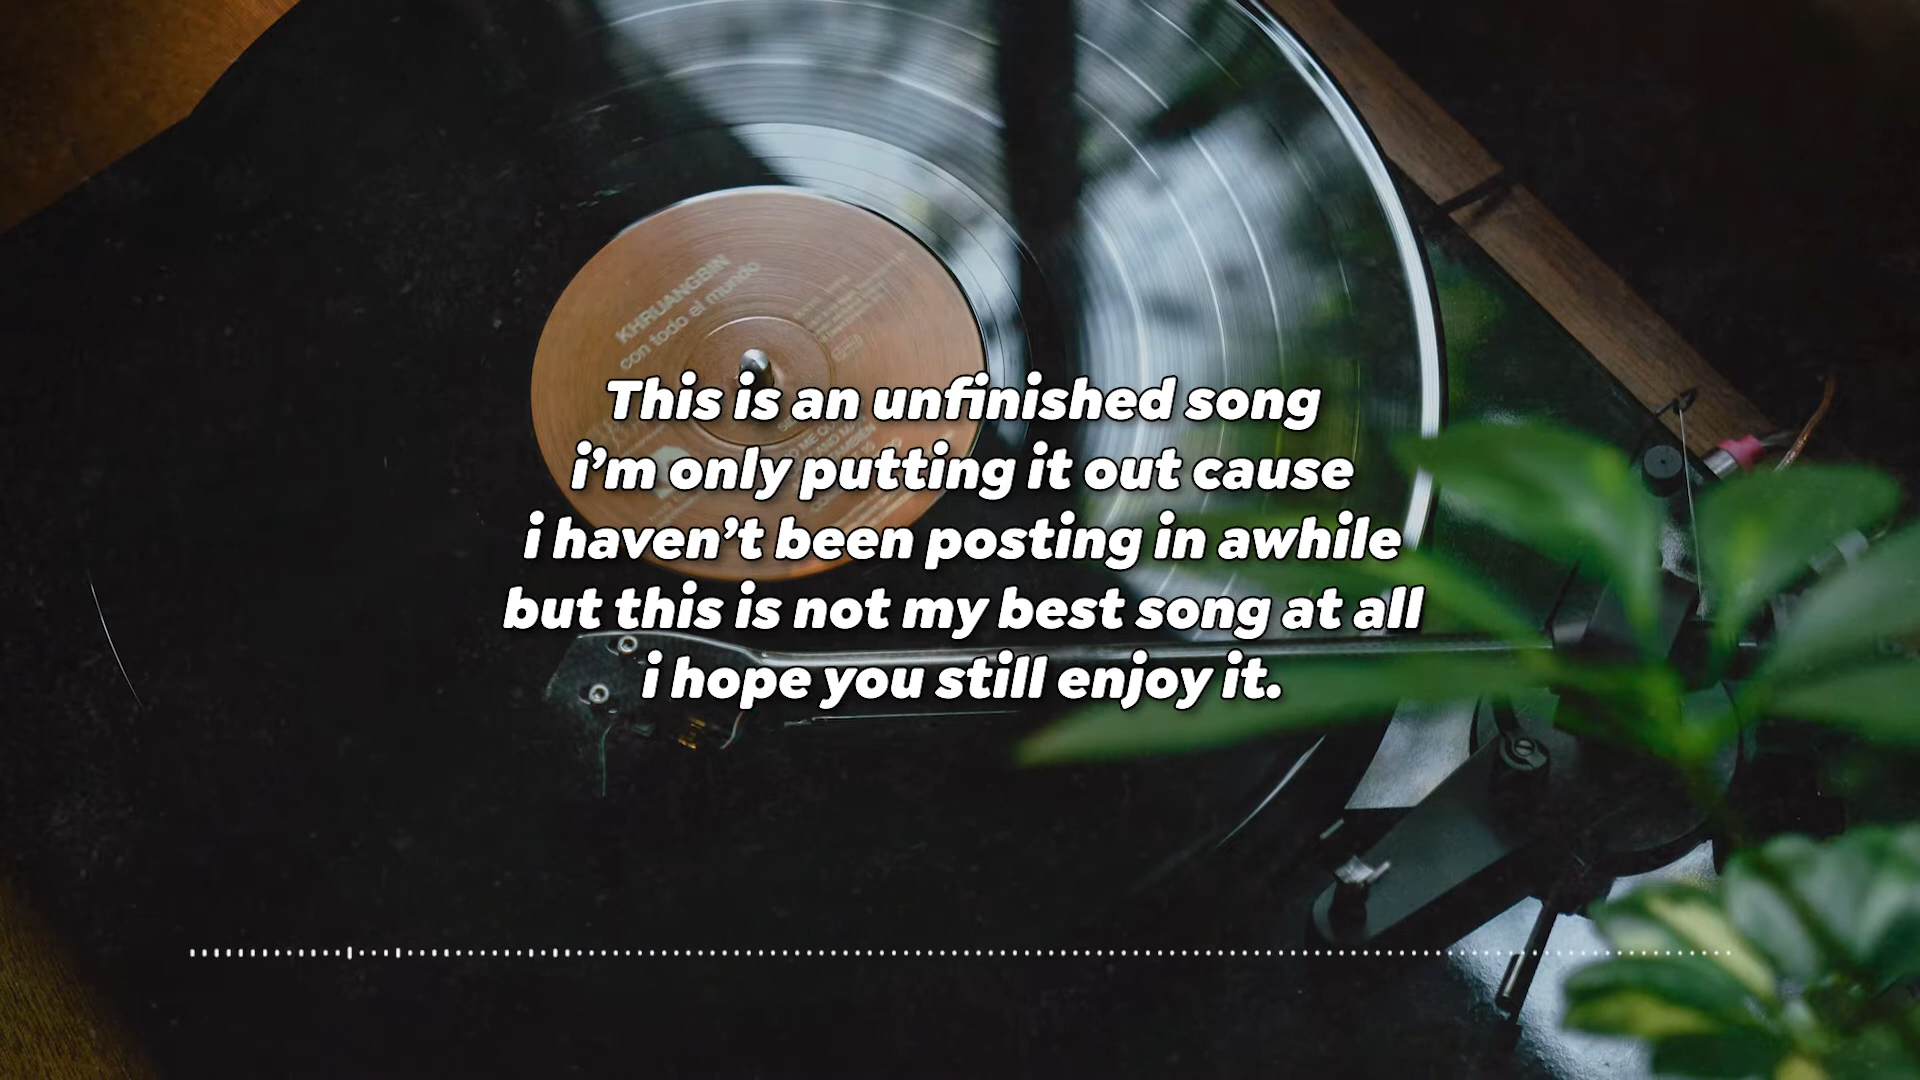 KHRUANGBIN
con todo el mundo
This is an unfinished song
i'm only putting it out cause
i haven't been posting in awhile
but this is not my best song at all
i hope you still enjoy it.